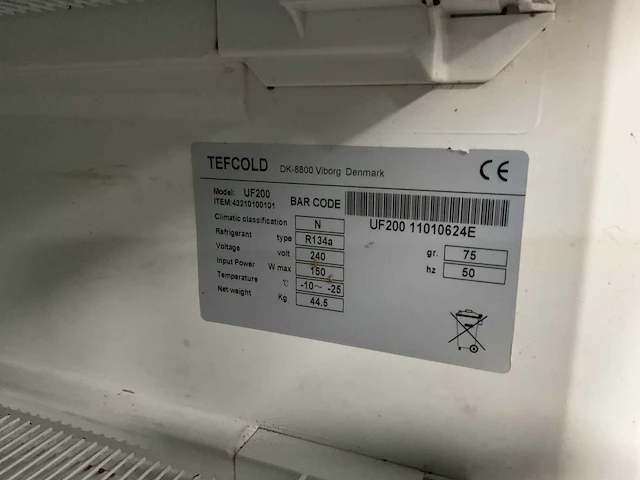 TEFCOLD DK-8800 Viborg Denmark CE
Model: UF200
ITEM:43210100101
BAR CODE
UF200 11010624E
Climatic classification N
Refrigerant type R134a gr. 75
Voltage volt 240 hz 50
Input Power W max 150
Temperature ℃ -10～ -25
Net weight Kg 44.5